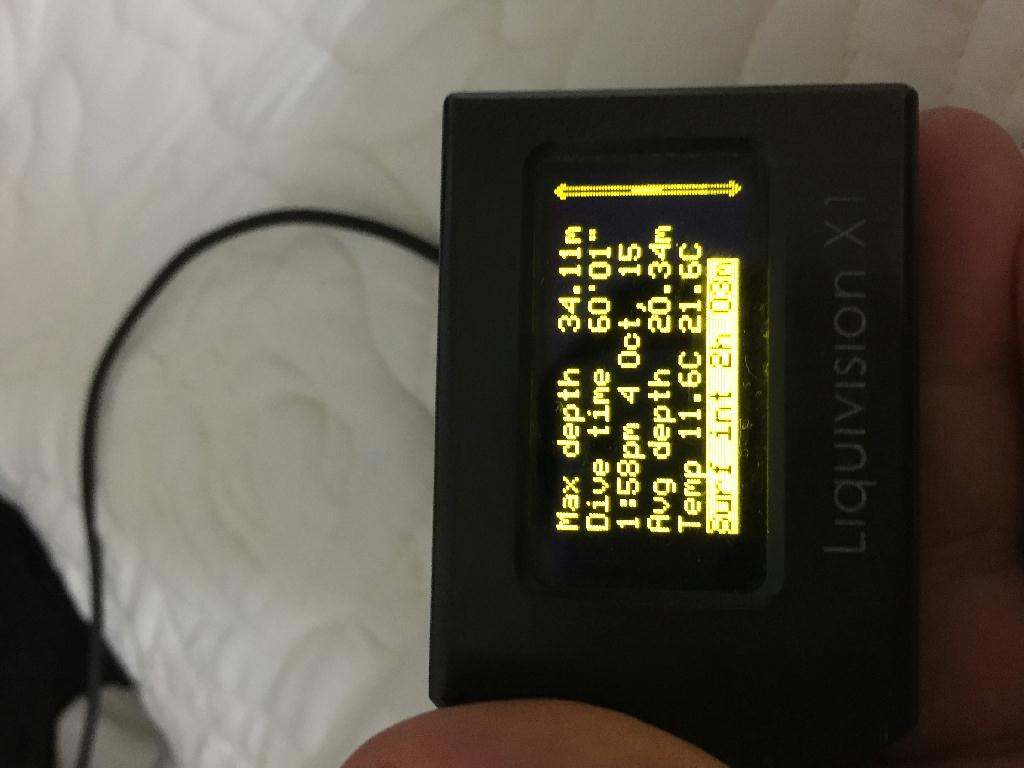 Max depth 34.11m
Dive time 60'01"
1:58pm 4 Oct, 15
Avg depth 20.34m
Temp 11.6C 21.6C
Surf int 2h 03m
LIQUIVISION X1